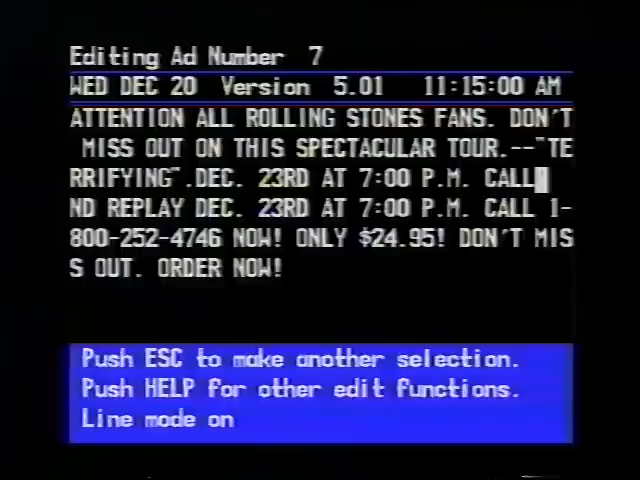 Editing Ad Number 7
WED DEC 20 Version 5.01 11:15:00 AM
ATTENTION ALL ROLLING STONES FANS. DON'T
MISS OUT ON THIS SPECTACULAR TOUR.--"TE
RRIFYING".DEC. 23RD AT 7:00 P.M. CALL
ND REPLAY DEC. 23RD AT 7:00 P.M. CALL 1-
800-252-4746 NOW! ONLY $24.95! DON'T MIS
S OUT. ORDER NOW!
Push ESC to make another selection.
Push HELP for other edit functions.
Line mode on